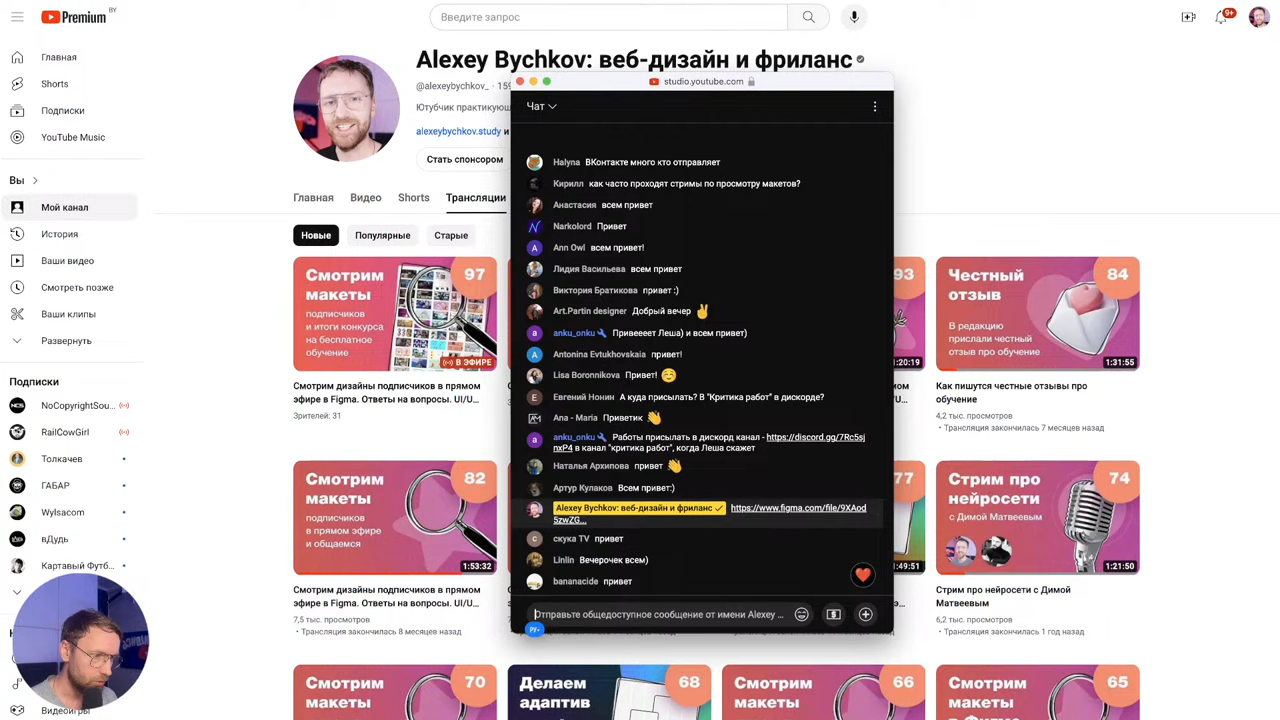 Premium BY
Введите запрос
9+
Главная
Shorts
Подписки
YouTube Music
Вы
Мой канал
История
Ваши видео
Смотреть позже
Ваши клипы
Развернуть
Подписки
NoCopyrightSou...
RailCowGirl
Толкачев
ГАБАР
Wylsacom
вДудь
Картавый Футб...
Видеоигры
Alexey Bychkov: веб-дизайн и фриланс
@alexeybychkov_ · 159
Ютубчик практикующ
alexeybychkov.study и
Стать спонсором
Главная
Видео
Shorts
Трансляции
Новые
Популярные
Старые
Смотрим
макеты
подписчиков
и итоги конкурса
на бесплатное
обучение
97
В ЭФИРЕ
Смотрим дизайны подписчиков в прямом
эфире в Figma. Ответы на вопросы. UI/U...
Зрителей: 31
93
1:20:19
Честный
отзыв
В редакцию
прислали честный
отзыв про обучение
84
1:31:55
Как пишутся честные отзывы про
обучение
4,2 тыс. просмотров
• Трансляция закончилась 7 месяцев назад
Смотрим
макеты
подписчиков
в прямом эфире
и общаемся
82
1:53:32
Смотрим дизайны подписчиков в прямом
эфире в Figma. Ответы на вопросы. UI/U...
7,5 тыс. просмотров
• Трансляция закончилась 8 месяцев назад
77
1:49:51
Стрим про
нейросети
с Димой Матвеевым
74
1:21:50
Стрим про нейросети с Димой
Матвеевым
6,2 тыс. просмотров
• Трансляция закончилась 1 год назад
Смотрим
70
Делаем
адаптив
68
Смотрим
макеты
66
Смотрим
макеты
65
studio.youtube.com
Чат
Halyna ВКонтакте много кто отправляет
Кирилл как часто проходят стримы по просмотру макетов?
Анастасия всем привет
Narkolord Привет
Ann Owl всем привет!
Лидия Васильева всем привет
Виктория Братикова привет :)
Art.Partin designer Добрый вечер ✌
anku_onku Привеееет Леша) и всем привет)
Antonina Evtukhovskaia привет!
Lisa Boronnikova Привет! ☺
Евгений Нонин А куда присылать? В "Критика работ" в дискорде?
Ana - Maria Приветик 👋
anku_onku Работы присылать в дискорд канал - https://discord.gg/7Rc5sj
nxP4 в канал "критика работ", когда Леша скажет
Наталья Архипова привет 👋
Артур Кулаков Всем привет:)
Alexey Bychkov: веб-дизайн и фриланс https://www.figma.com/file/9XAod
5zwZG...
скука TV привет
Linlin Вечерочек всем)
bananacide привет
Отправьте общедоступное сообщение от имени Alexey ...
РУ